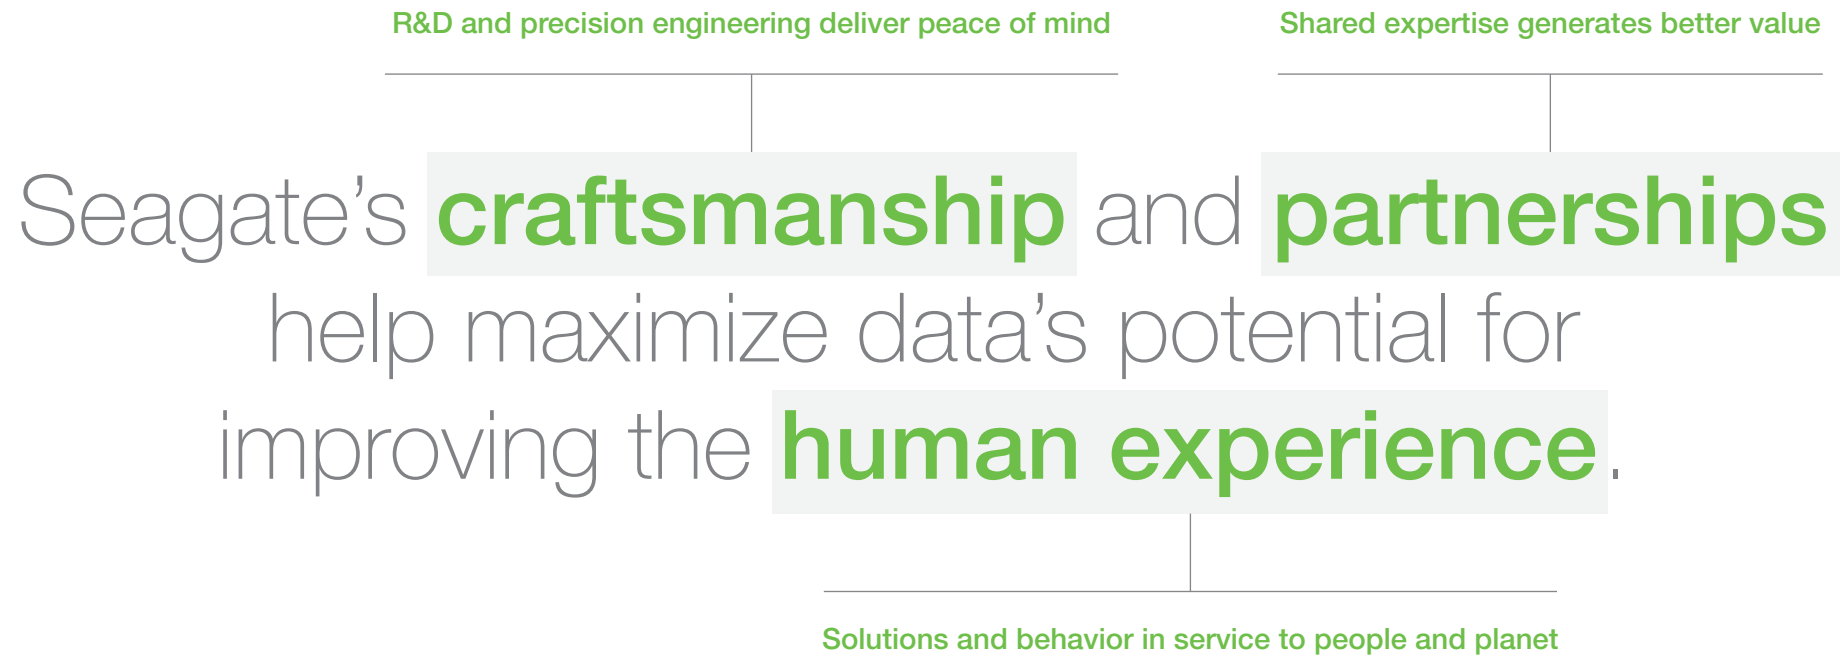 R&D and precision engineering deliver peace of mind
Shared expertise generates better value
Seagate’s craftsmanship and partnerships
help maximize data’s potential for
improving the human experience.
Solutions and behavior in service to people and planet